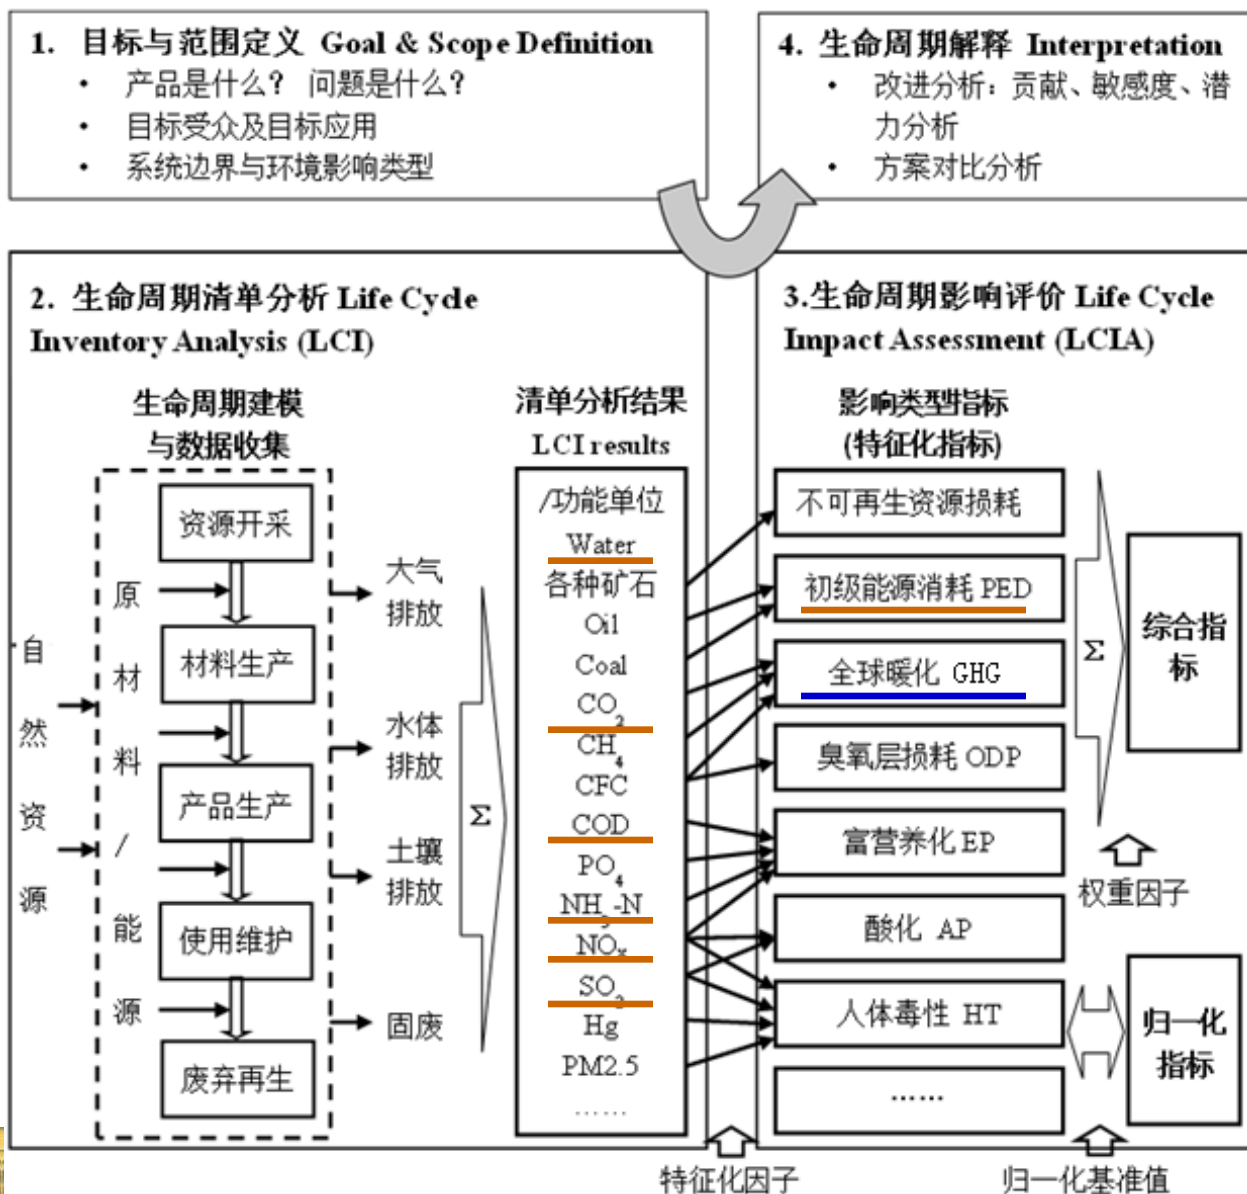 1. 目标与范围定义 Goal & Scope Definition
• 产品是什么？ 问题是什么？
• 目标受众及目标应用
• 系统边界与环境影响类型
4. 生命周期解释 Interpretation
• 改进分析：贡献、敏感度、潜
力分析
• 方案对比分析
2. 生命周期清单分析 Life Cycle
Inventory Analysis (LCI)
生命周期建模
与数据收集
自然资源
原材料/能源
资源开采
材料生产
产品生产
使用维护
废弃再生
大气
排放
水体
排放
土壤
排放
固废
Σ
清单分析结果
LCI results
/功能单位
Water
各种矿石
Oil
Coal
CO2
CH4
CFC
COD
PO4
NH3-N
NOx
SO2
Hg
PM2.5
……
特征化因子
3.生命周期影响评价 Life Cycle
Impact Assessment (LCIA)
影响类型指标
(特征化指标)
不可再生资源损耗
初级能源消耗 PED
全球暖化 GHG
臭氧层损耗 ODP
富营养化 EP
酸化 AP
人体毒性 HT
……
Σ
综合指
标
权重因子
归一化
指标
归一化基准值